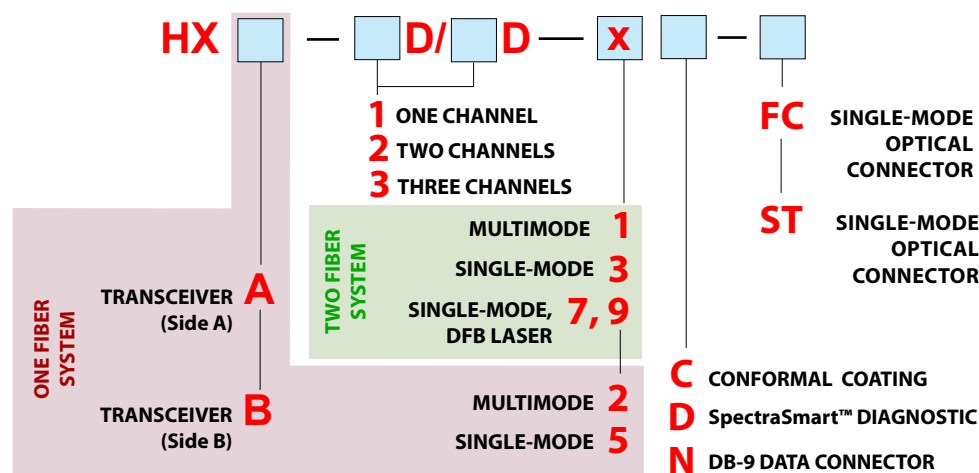 HX — D/ D — x –
1 ONE CHANNEL
2 TWO CHANNELS
3 THREE CHANNELS
FC SINGLE-MODE
OPTICAL
CONNECTOR
ST SINGLE-MODE
OPTICAL
CONNECTOR
TWO FIBER
SYSTEM
MULTIMODE 1
SINGLE-MODE 3
SINGLE-MODE, 7, 9
DFB LASER
ONE FIBER
SYSTEM
TRANSCEIVER A
(Side A)
TRANSCEIVER B
(Side B)
MULTIMODE 2
SINGLE-MODE 5
C CONFORMAL COATING
D SpectraSmart™ DIAGNOSTIC
N DB-9 DATA CONNECTOR